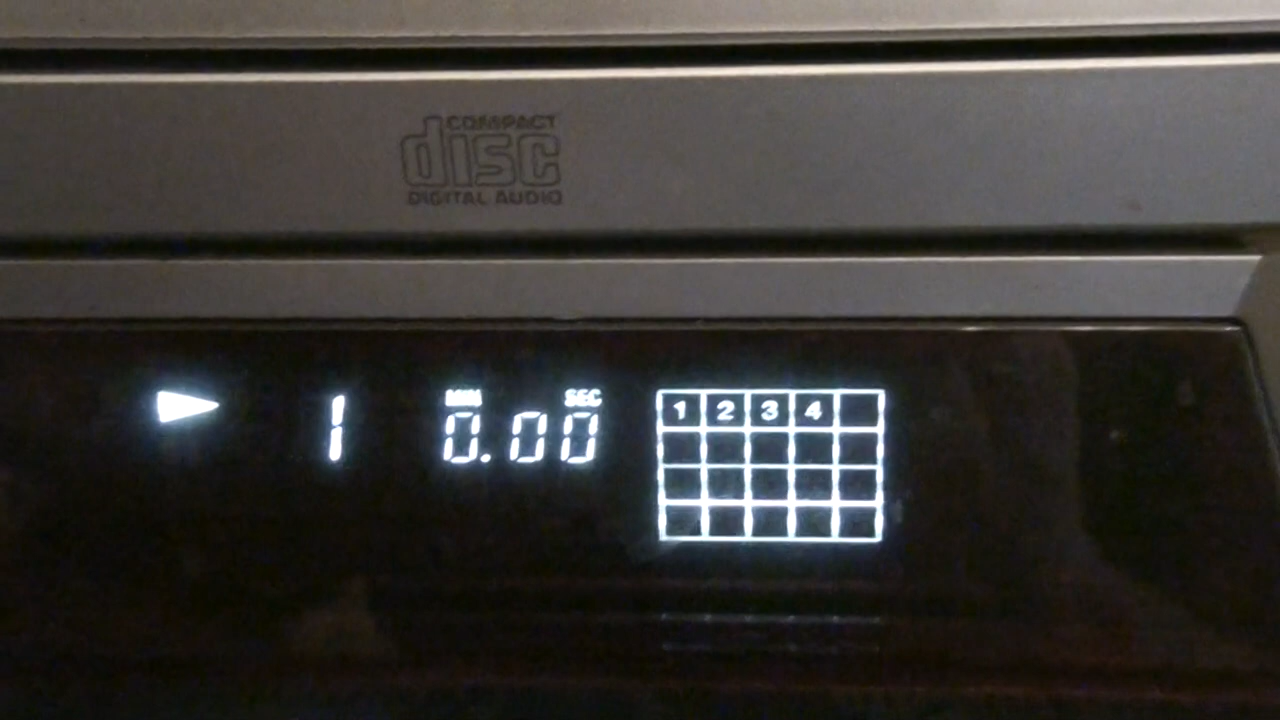 COMPACT
disc
DIGITAL AUDIO
MIN SEC
1 0.00
1 2 3 4